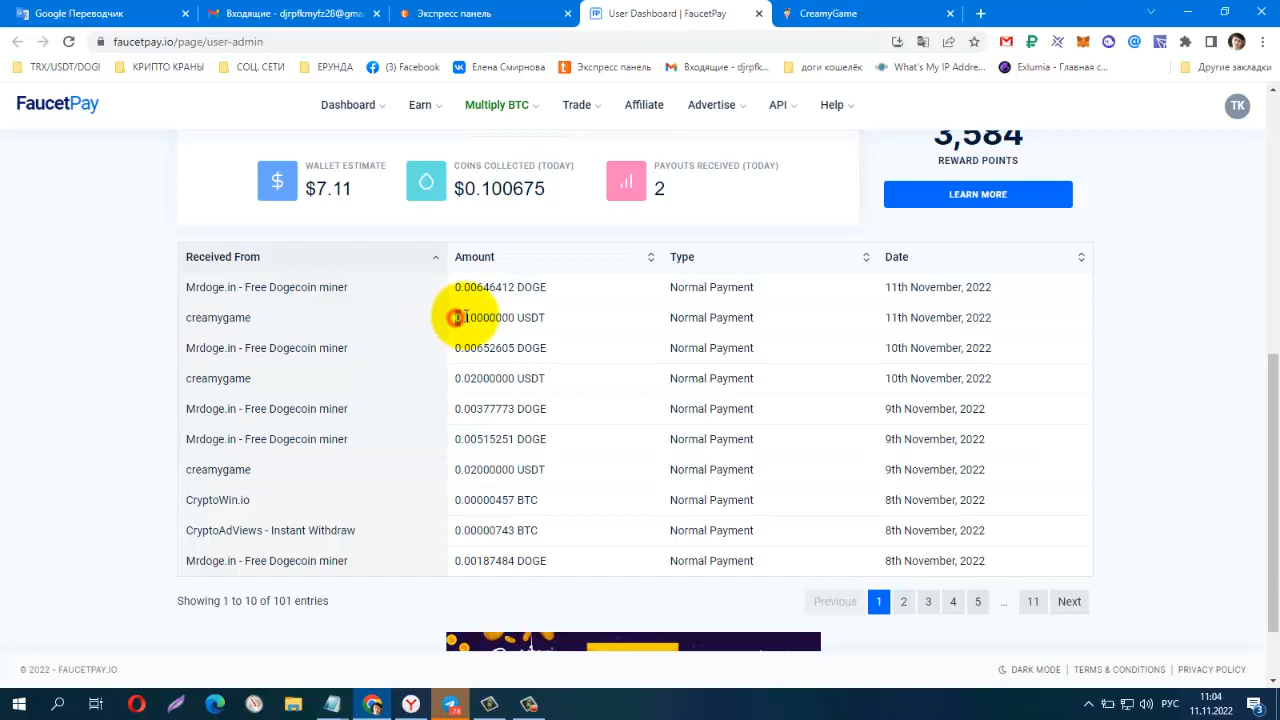 Google Переводчик
Входящие - djrpfkmyfz28@gmai
Экспресс панель
User Dashboard | FaucetPay
CreamyGame
faucetpay.io/page/user-admin
TRX/USDT/DOGI
КРИПТО КРАНЫ
СОЦ. СЕТИ
ЕРУНДА
(3) Facebook
Елена Смирнова
Экспресс панель
Входящие - djrpfk...
доги кошелёк
What's My IP Addre...
Exlumia - Главная с...
Другие закладки
FaucetPay
Dashboard
Earn
Multiply BTC
Trade
Affiliate
Advertise
API
Help
TK
WALLET ESTIMATE
$7.11
COINS COLLECTED (TODAY)
$0.100675
PAYOUTS RECEIVED (TODAY)
2
3,584
REWARD POINTS
LEARN MORE
Received From Amount Type Date
Mrdoge.in - Free Dogecoin miner 0.00646412 DOGE Normal Payment 11th November, 2022
creamygame 0.10000000 USDT Normal Payment 11th November, 2022
Mrdoge.in - Free Dogecoin miner 0.00652605 DOGE Normal Payment 10th November, 2022
creamygame 0.02000000 USDT Normal Payment 10th November, 2022
Mrdoge.in - Free Dogecoin miner 0.00377773 DOGE Normal Payment 9th November, 2022
Mrdoge.in - Free Dogecoin miner 0.00515251 DOGE Normal Payment 9th November, 2022
creamygame 0.02000000 USDT Normal Payment 9th November, 2022
CryptoWin.io 0.00000457 BTC Normal Payment 8th November, 2022
CryptoAdViews - Instant Withdraw 0.00000743 BTC Normal Payment 8th November, 2022
Mrdoge.in - Free Dogecoin miner 0.00187484 DOGE Normal Payment 8th November, 2022
Showing 1 to 10 of 101 entries
Previous 1 2 3 4 5 ... 11 Next
© 2022 - FAUCETPAY.IO
DARK MODE | TERMS & CONDITIONS | PRIVACY POLICY
78
РУС
11:04
11.11.2022
3